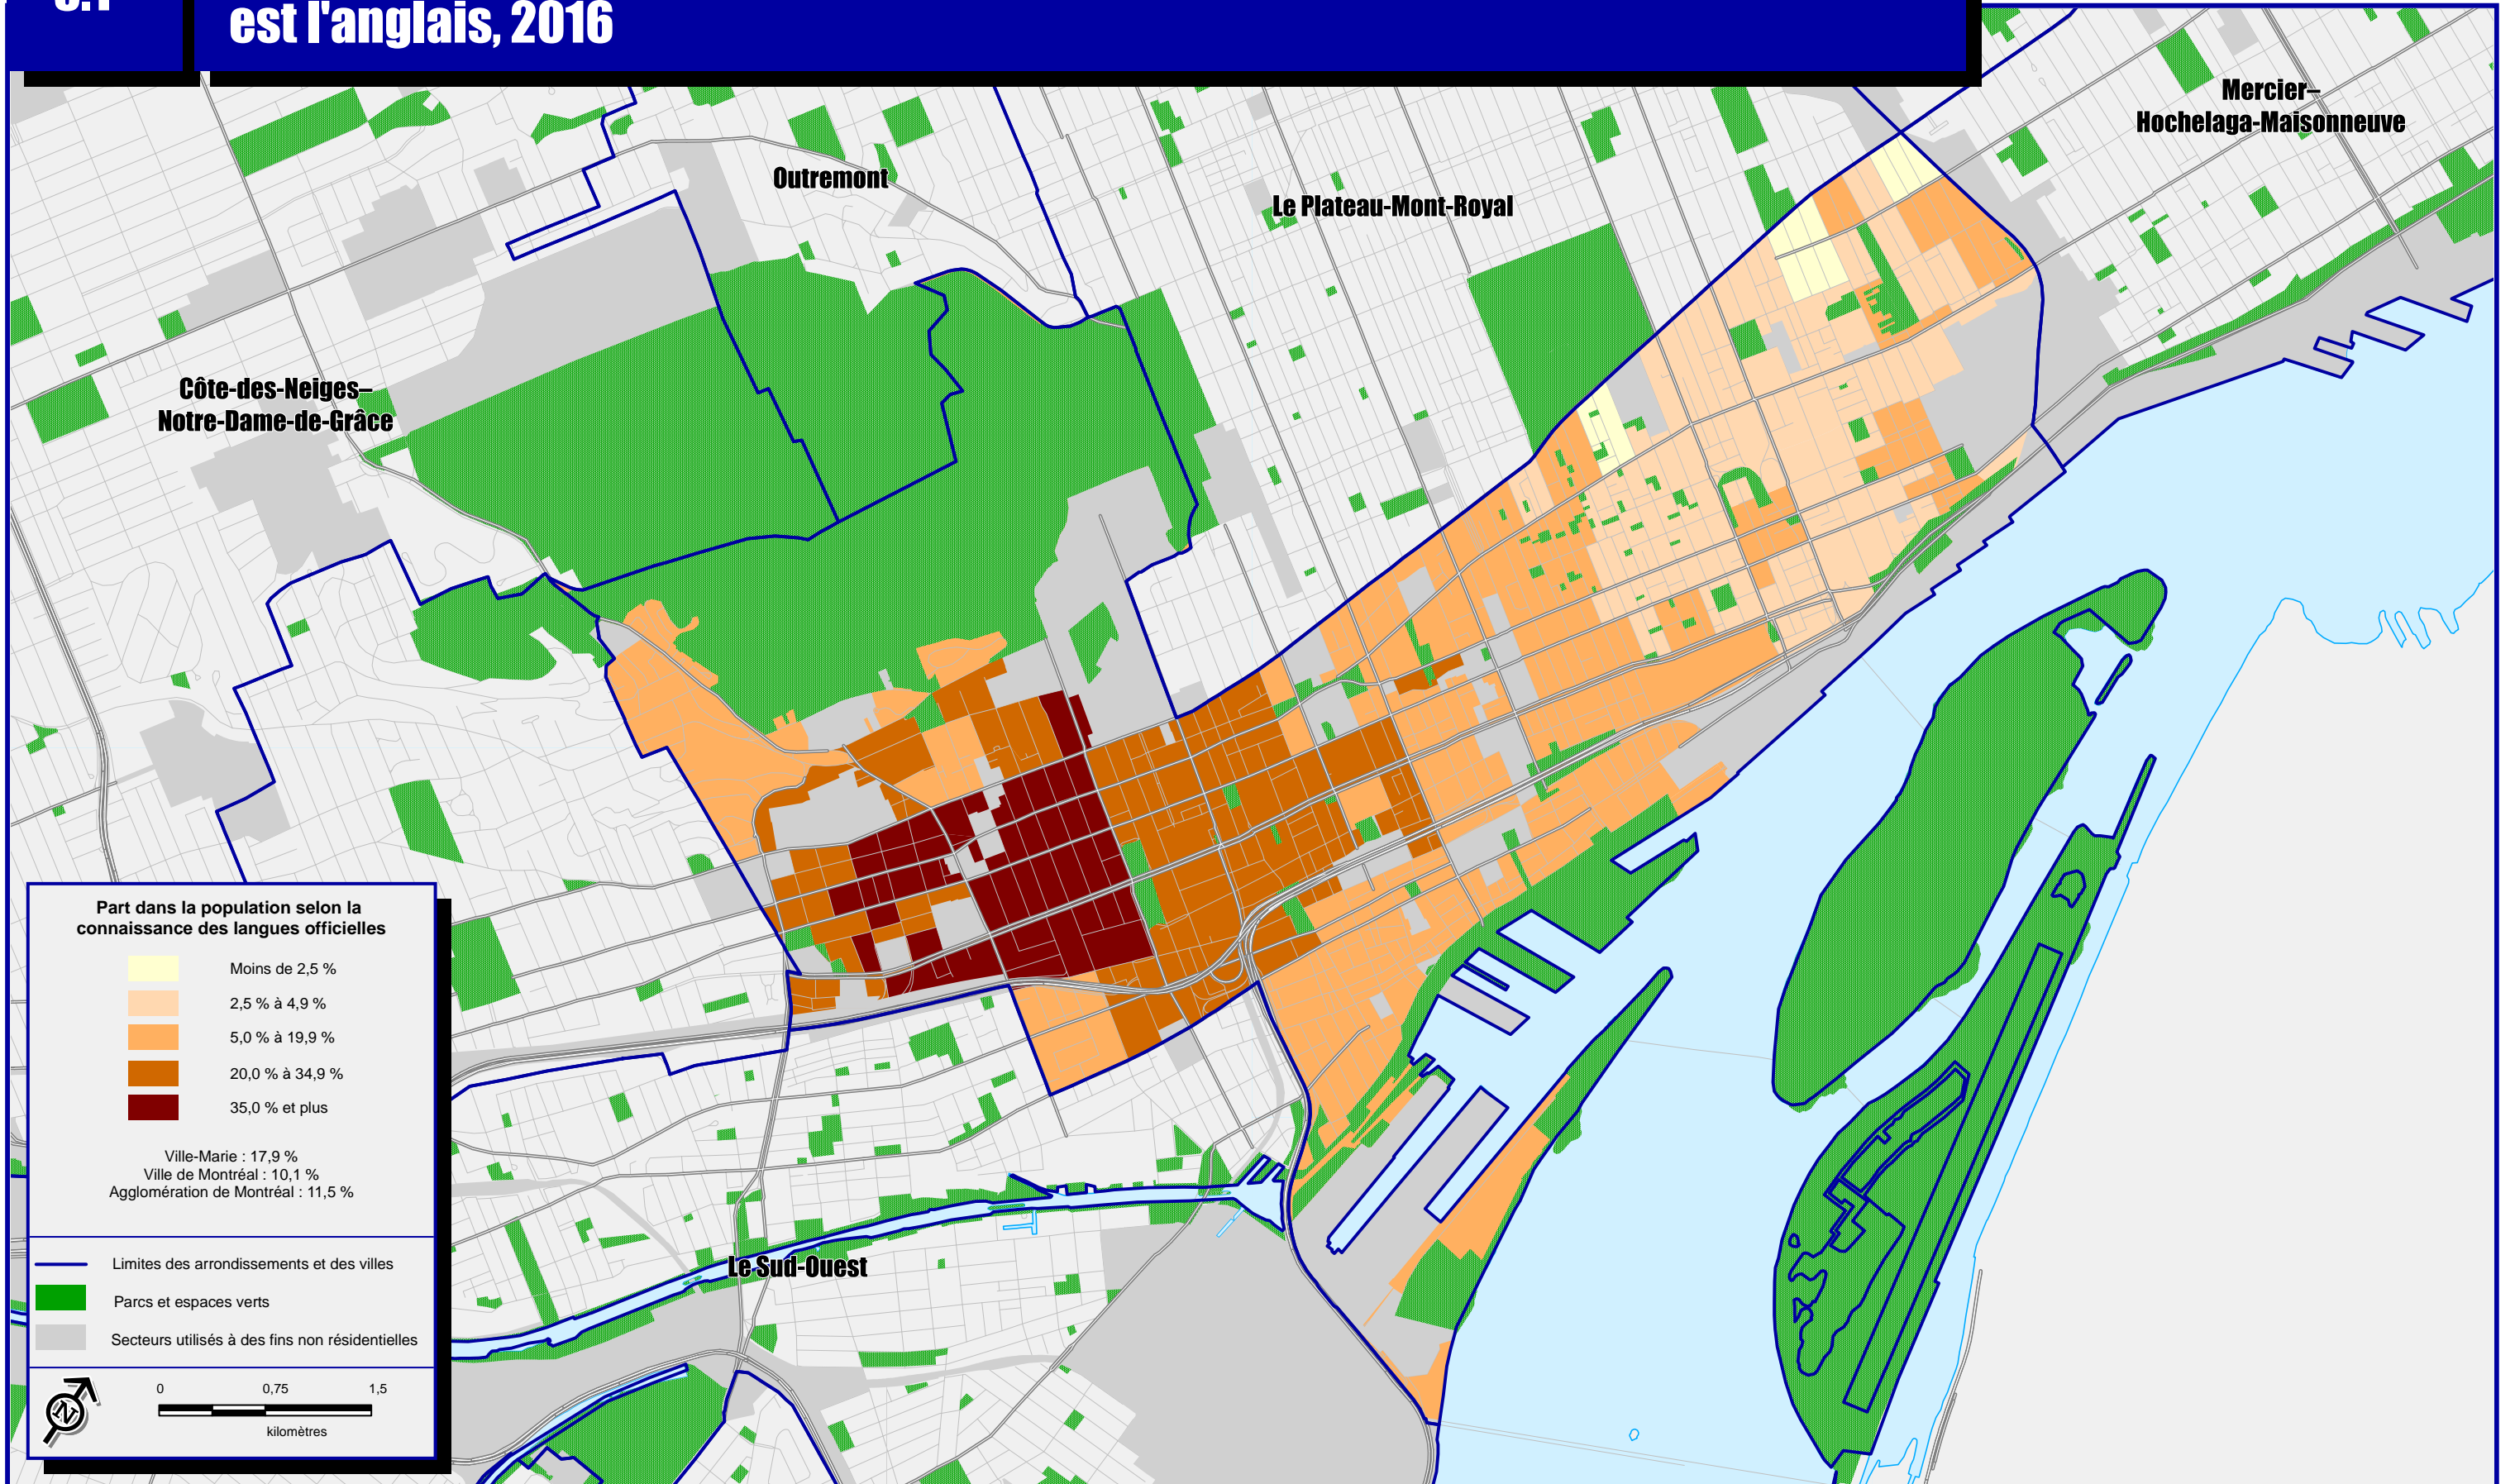 est l'anglais, 2016
Mercier–
Hochelaga-Maisonneuve
Outremont
Le Plateau-Mont-Royal
Côte-des-Neiges–
Notre-Dame-de-Grâce
Part dans la population selon la
connaissance des langues officielles
Moins de 2,5 %
2,5 % à 4,9 %
5,0 % à 19,9 %
20,0 % à 34,9 %
35,0 % et plus
Ville-Marie : 17,9 %
Ville de Montréal : 10,1 %
Agglomération de Montréal : 11,5 %
Limites des arrondissements et des villes
Parcs et espaces verts
Secteurs utilisés à des fins non résidentielles
N
0 0,75 1,5
kilomètres
Le Sud-Ouest